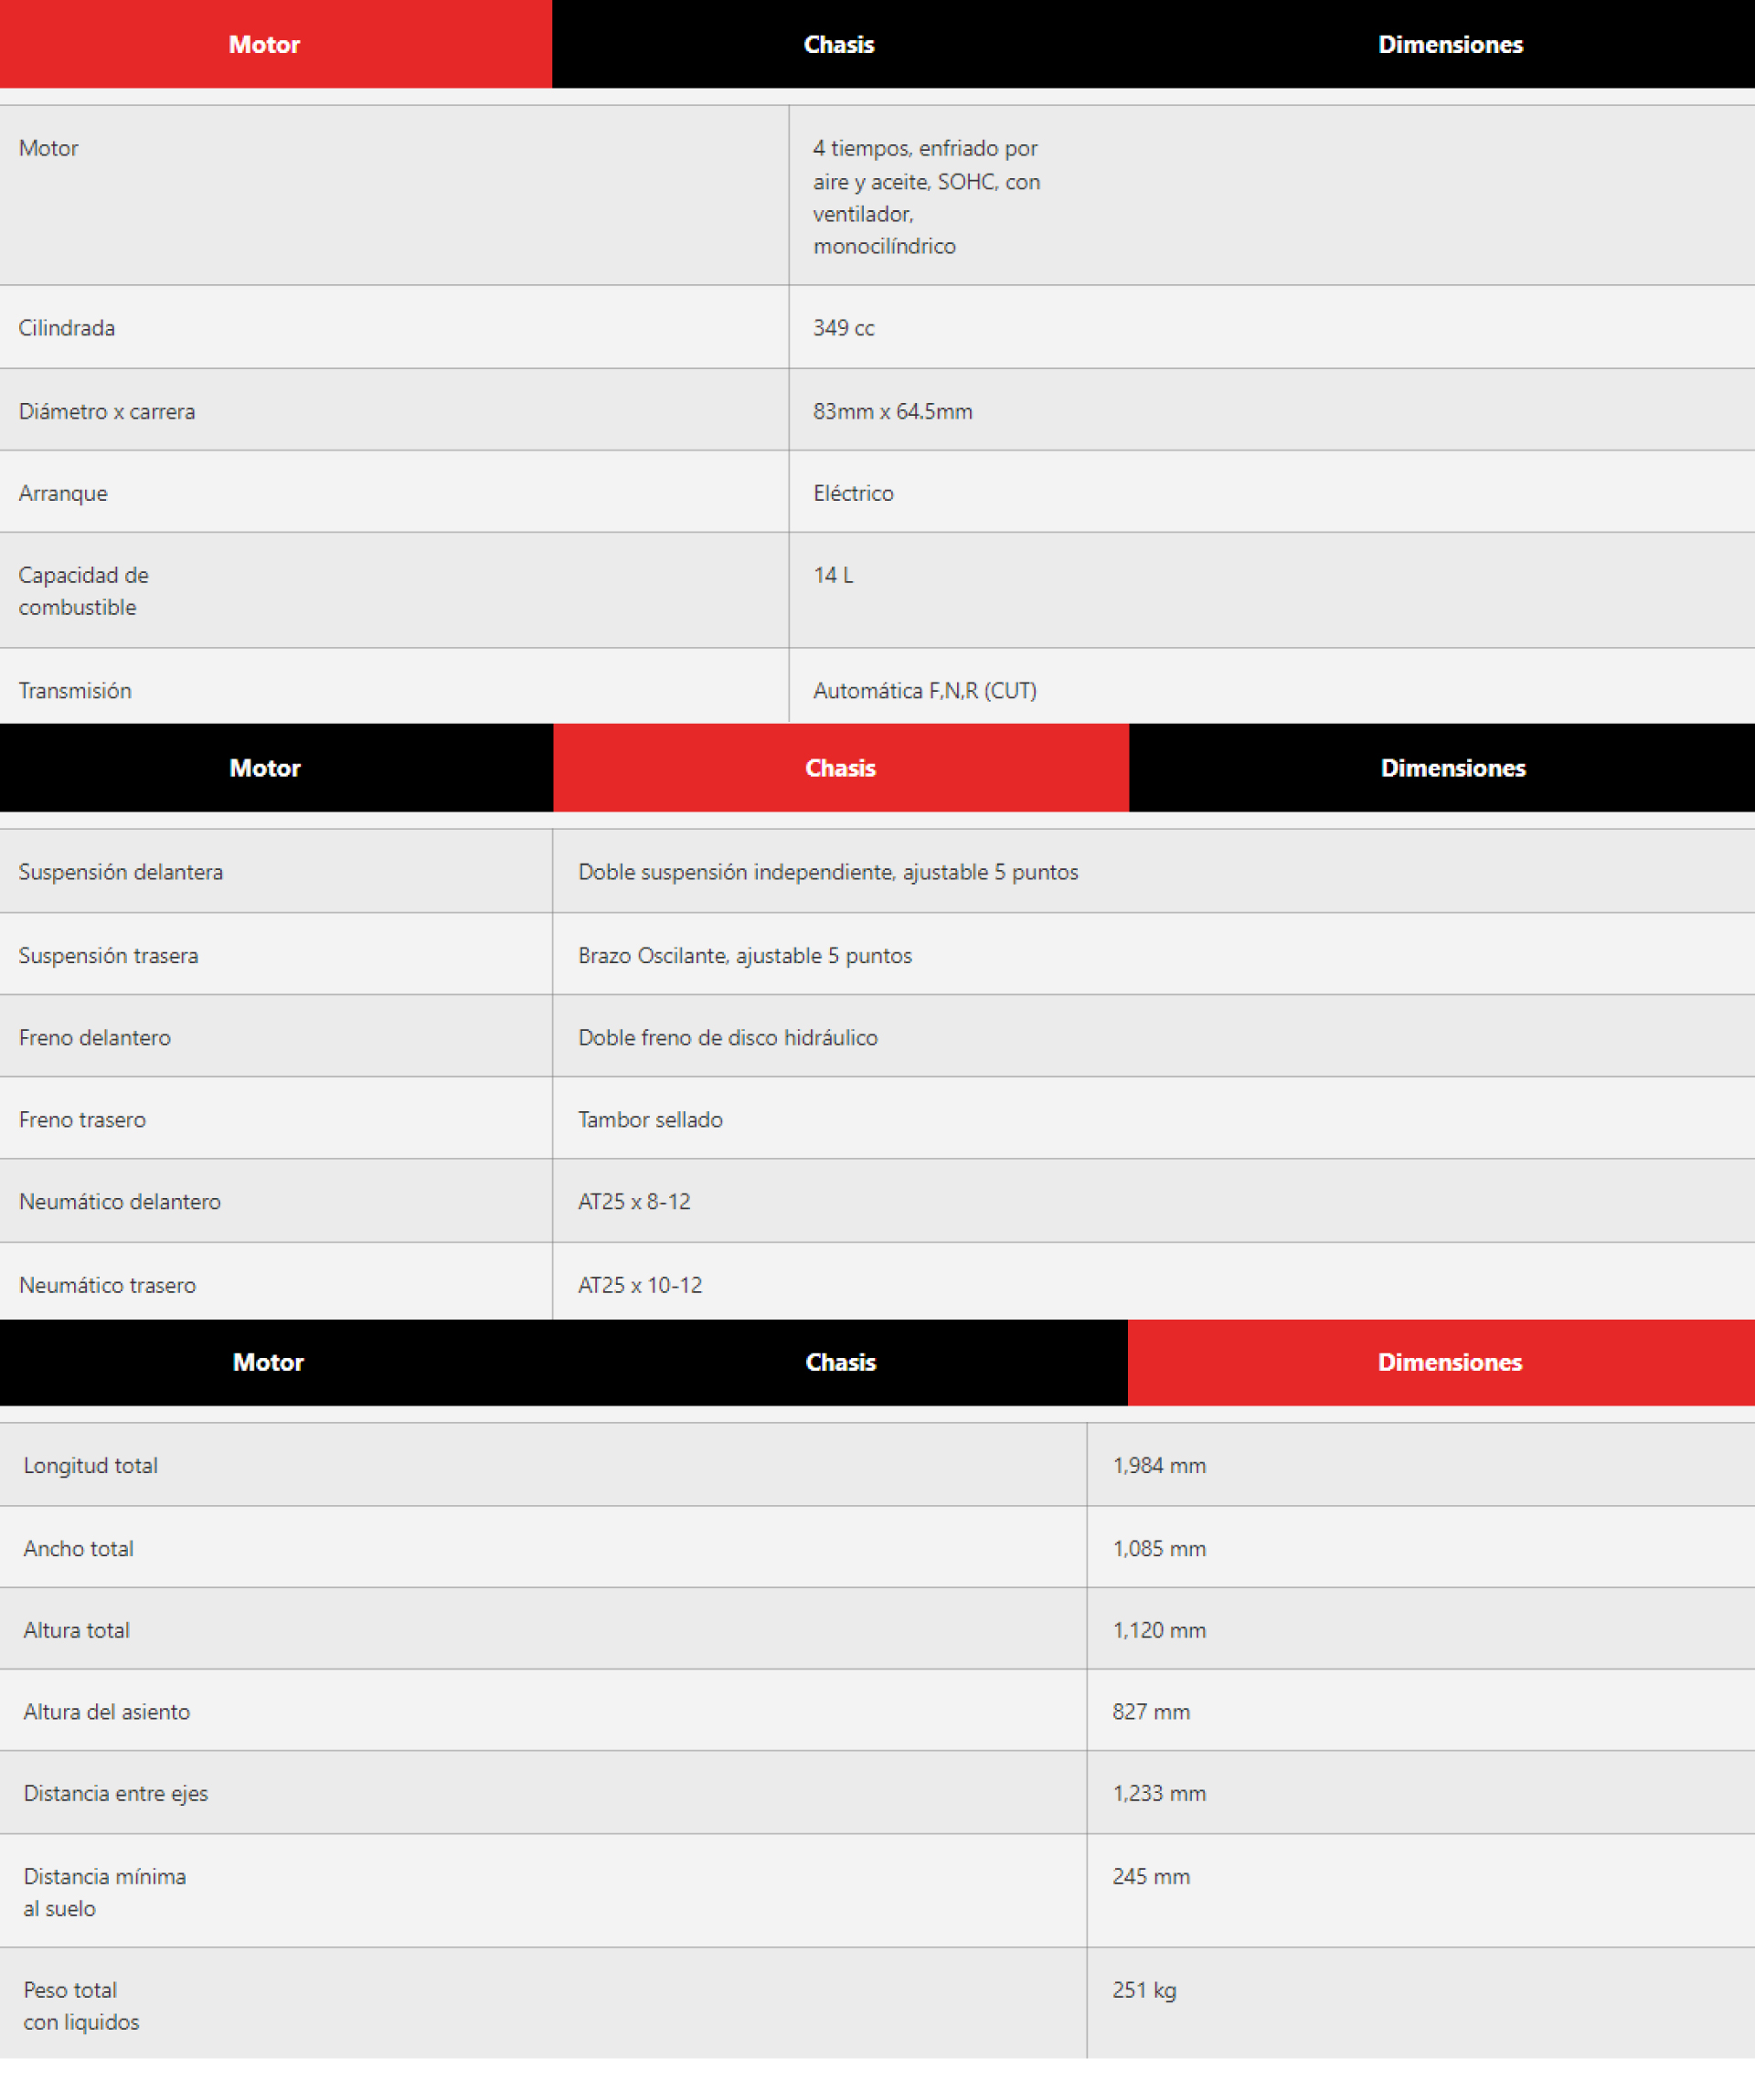 Motor Chasis Dimensiones
Motor 4 tiempos, enfriado por
aire y aceite, SOHC, con
ventilador,
monocilíndrico
Cilindrada 349 cc
Diámetro x carrera 83mm x 64.5mm
Arranque Eléctrico
Capacidad de 14 L
combustible
Transmisión Automática F,N,R (CUT)
Motor Chasis Dimensiones
Suspensión delantera Doble suspensión independiente, ajustable 5 puntos
Suspensión trasera Brazo Oscilante, ajustable 5 puntos
Freno delantero Doble freno de disco hidráulico
Freno trasero Tambor sellado
Neumático delantero AT25 x 8-12
Neumático trasero AT25 x 10-12
Motor Chasis Dimensiones
Longitud total 1,984 mm
Ancho total 1,085 mm
Altura total 1,120 mm
Altura del asiento 827 mm
Distancia entre ejes 1,233 mm
Distancia mínima 245 mm
al suelo
Peso total 251 kg
con liquidos